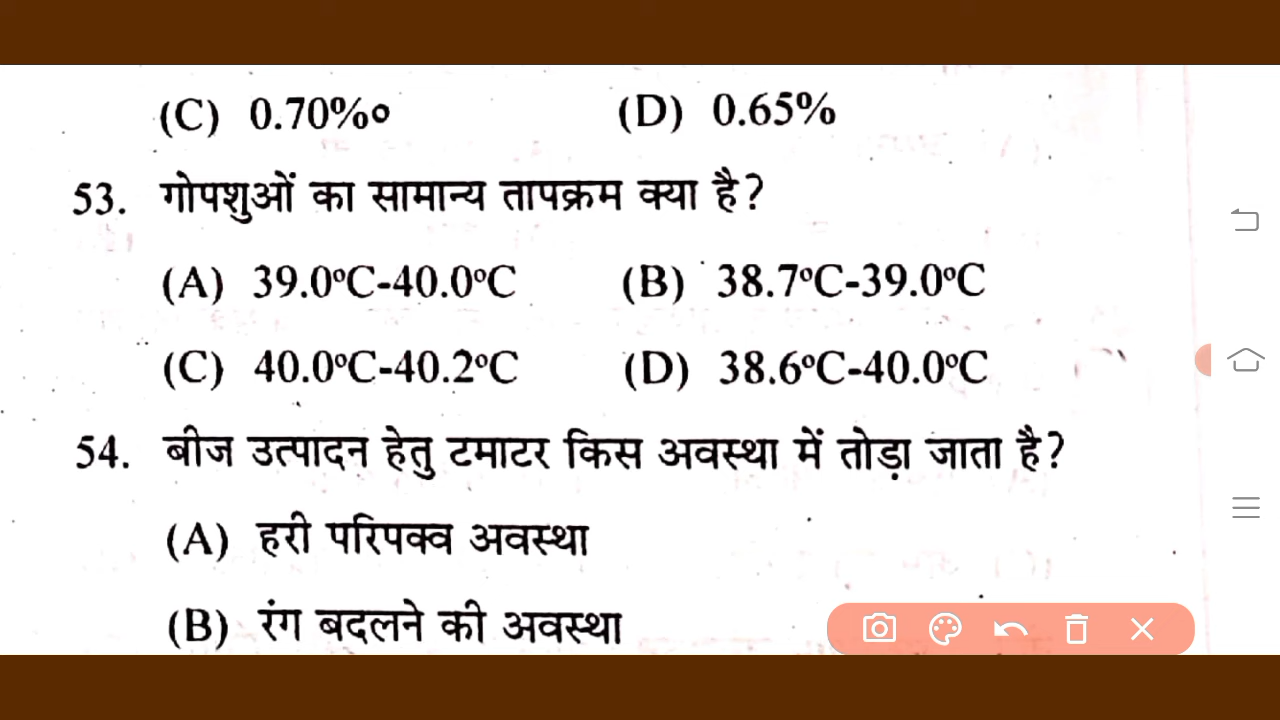 (C) 0.70%० (D) 0.65%
53. गोपशुओं का सामान्य तापक्रम क्या है?
(A) 39.0°C-40.0°C (B) 38.7°C-39.0°C
(C) 40.0°C-40.2°C (D) 38.6°C-40.0°C
54. बीज उत्पादन हेतु टमाटर किस अवस्था में तोड़ा जाता है?
(A) हरी परिपक्व अवस्था
(B) रंग बदलने की अवस्था